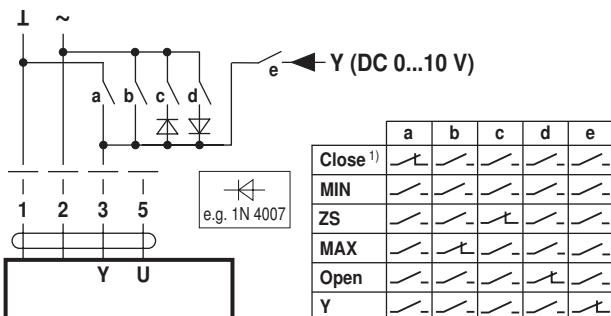 ⊥ ~
e Y (DC 0...10 V)
a b c d
1 2 3 5
e.g. 1N 4007
Y U
a b c d e
Close 1)
MIN
ZS
MAX
Open
Y